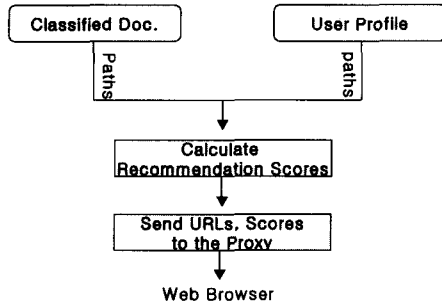 Classified Doc.
User Profile
Paths
paths
Calculate
Recommendation Scores
Send URLs, Scores
to the Proxy
Web Browser